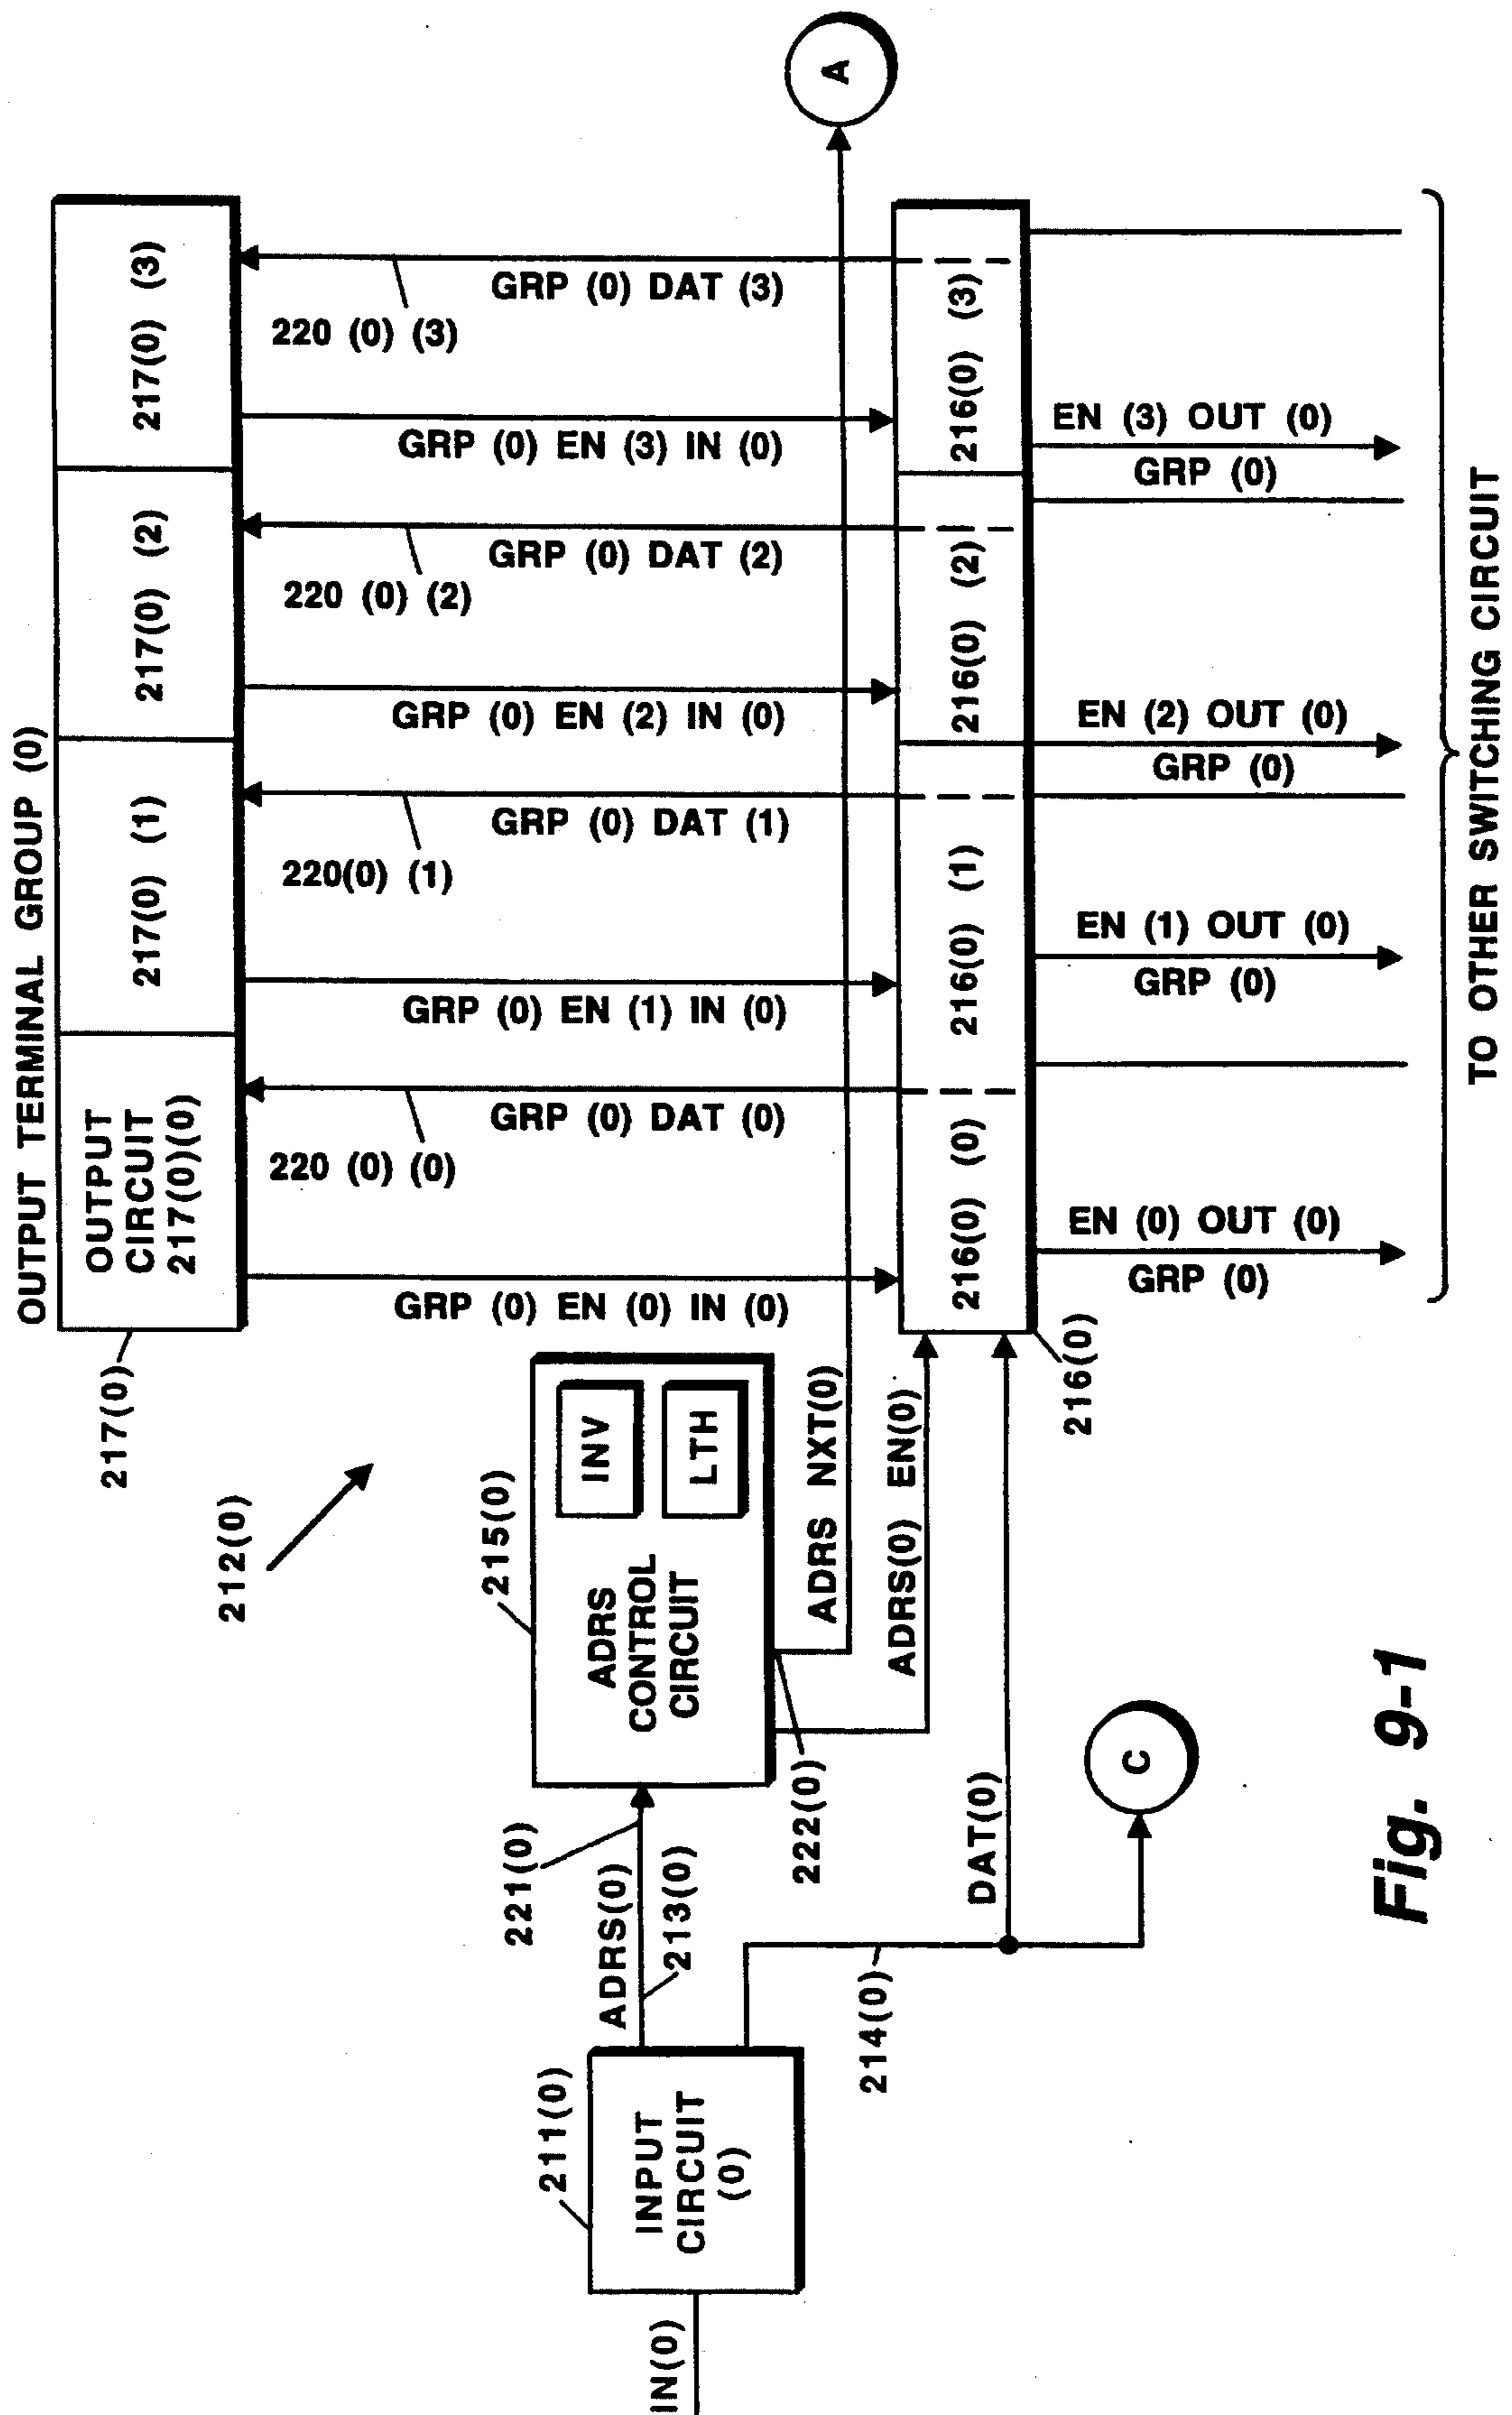 OUTPUT TERMINAL GROUP (0)
217(0)
OUTPUT
CIRCUIT
217(0)(0)
217(0) (1)
217(0) (2)
217(0) (3)
212(0)
220 (0) (0)
220(0) (1)
220 (0) (2)
220 (0) (3)
GRP (0) EN (0) IN (0)
GRP (0) DAT (0)
GRP (0) EN (1) IN (0)
GRP (0) DAT (1)
GRP (0) EN (2) IN (0)
GRP (0) DAT (2)
GRP (0) EN (3) IN (0)
GRP (0) DAT (3)
A
IN(0)
211(0)
INPUT
CIRCUIT
(0)
ADRS(0)
213(0)
221(0)
215(0)
ADRS
CONTROL
CIRCUIT
INV
LTH
222(0)
ADRS NXT(0)
ADRS(0) EN(0)
214(0)
DAT(0)
C
216(0)
216(0) (0)
216(0) (1)
216(0) (2)
216(0) (3)
EN (0) OUT (0)
GRP (0)
EN (1) OUT (0)
GRP (0)
EN (2) OUT (0)
GRP (0)
EN (3) OUT (0)
GRP (0)
TO OTHER SWITCHING CIRCUIT
Fig. 9-1